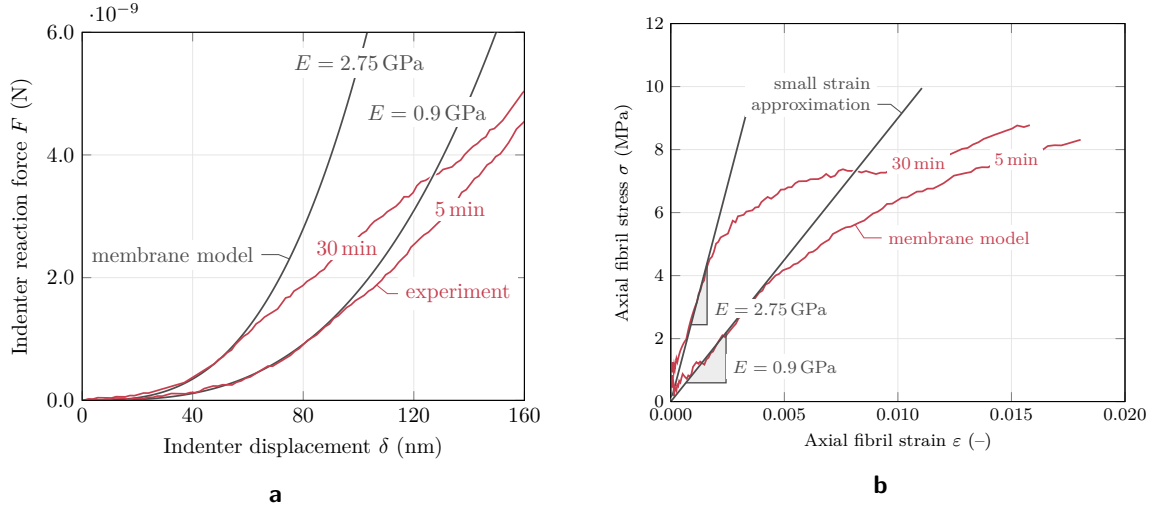 ·10⁻⁹
6.0
4.0
2.0
0.0
0
40
80
120
160
Indenter reaction force F (N)
Indenter displacement δ (nm)
E = 2.75 GPa
E = 0.9 GPa
membrane model
30 min
5 min
experiment
a
12
10
8
6
4
2
0
0.000
0.005
0.010
0.015
0.020
Axial fibril stress σ (MPa)
Axial fibril strain ε (–)
small strain
approximation
30 min
5 min
membrane model
E = 2.75 GPa
E = 0.9 GPa
b